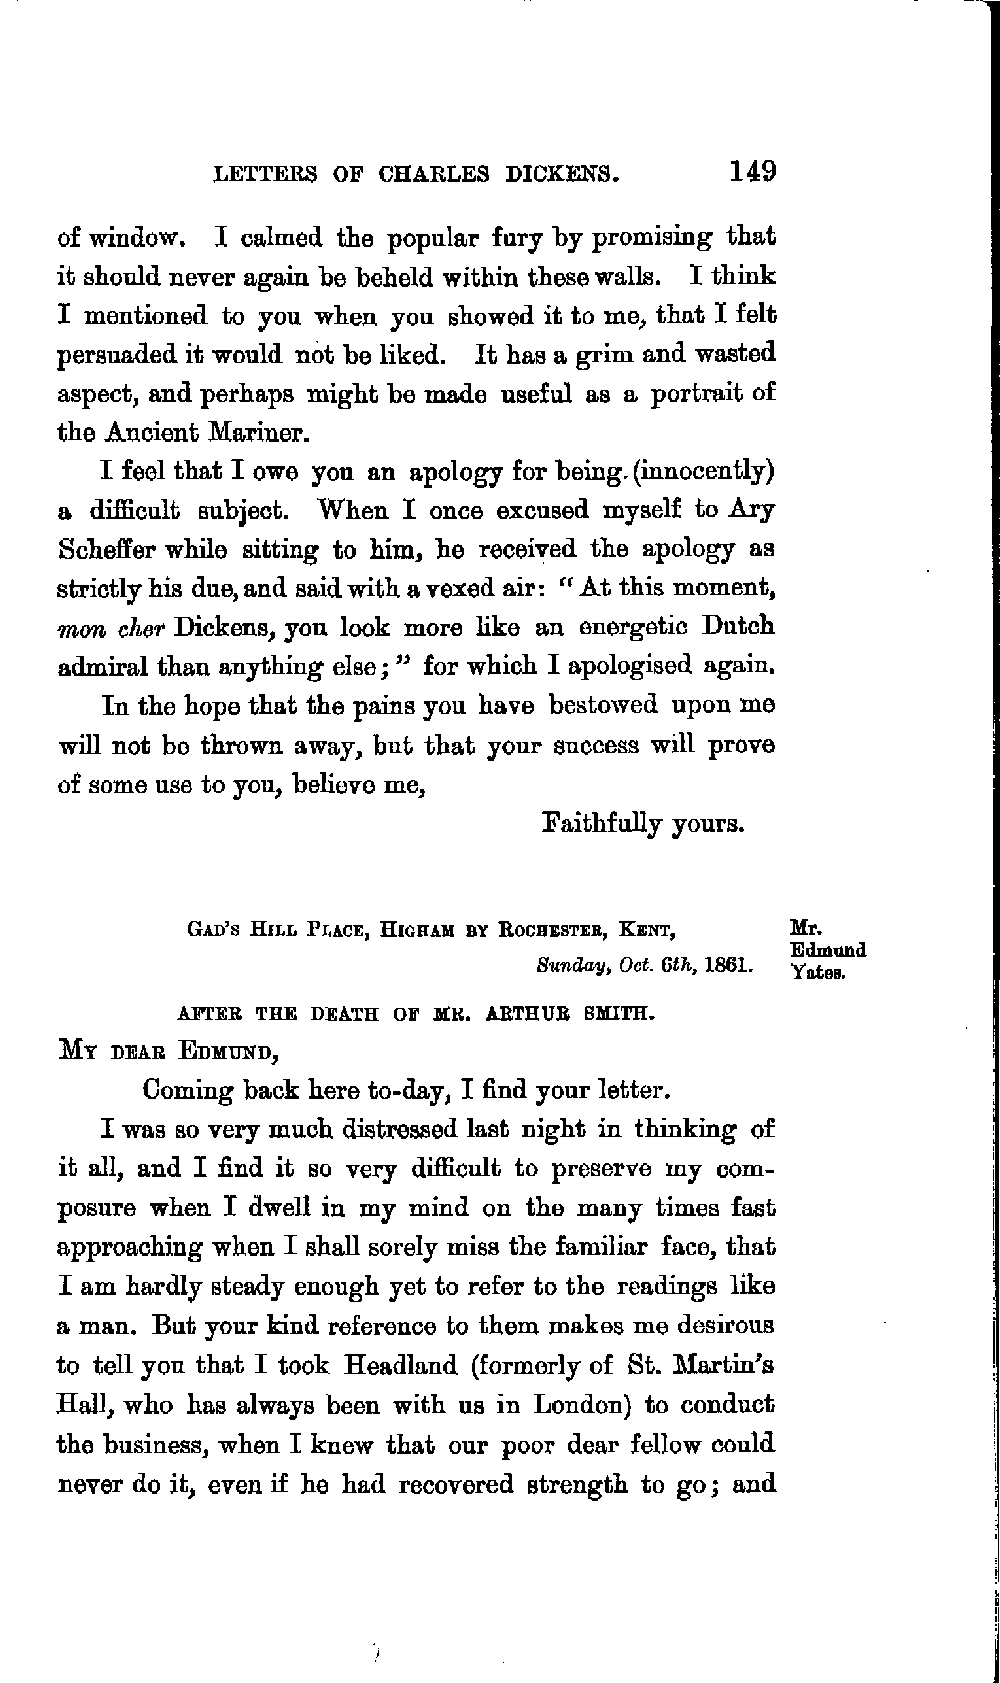 LETTERS OF CHARLES DICKENS. 149
of window. I calmed the popular fury by promising that
it should never again be beheld within these walls. I think
I mentioned to you when you showed it to me, that I felt
persuaded it would not be liked. It has a grim and wasted
aspect, and perhaps might be made useful as a portrait of
the Ancient Mariner.
I feel that I owe you an apology for being (innocently)
a difficult subject. When I once excused myself to Ary
Scheffer while sitting to him, he received the apology as
strictly his due, and said with a vexed air: “At this moment,
mon cher Dickens, you look more like an energetic Dutch
admiral than anything else;” for which I apologised again.
In the hope that the pains you have bestowed upon me
will not be thrown away, but that your success will prove
of some use to you, believe me,
Faithfully yours.
GAD’S HILL PLACE, HIGHAM BY ROCHESTER, KENT,
Sunday, Oct. 6th, 1861.
Mr.
Edmund
Yates.
AFTER THE DEATH OF MR. ARTHUR SMITH.
MY DEAR EDMUND,
Coming back here to-day, I find your letter.
I was so very much distressed last night in thinking of
it all, and I find it so very difficult to preserve my com-
posure when I dwell in my mind on the many times fast
approaching when I shall sorely miss the familiar face, that
I am hardly steady enough yet to refer to the readings like
a man. But your kind reference to them makes me desirous
to tell you that I took Headland (formerly of St. Martin’s
Hall, who has always been with us in London) to conduct
the business, when I knew that our poor dear fellow could
never do it, even if he had recovered strength to go; and